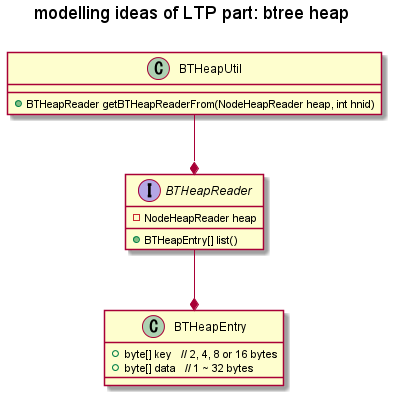 modelling ideas of LTP part: btree heap
C BTHeapUtil
BTHeapReader getBTHeapReaderFrom(NodeHeapReader heap, int hnid)
I BTHeapReader
NodeHeapReader heap
BTHeapEntry[] list()
C BTHeapEntry
byte[] key // 2, 4, 8 or 16 bytes
byte[] data // 1 ~ 32 bytes